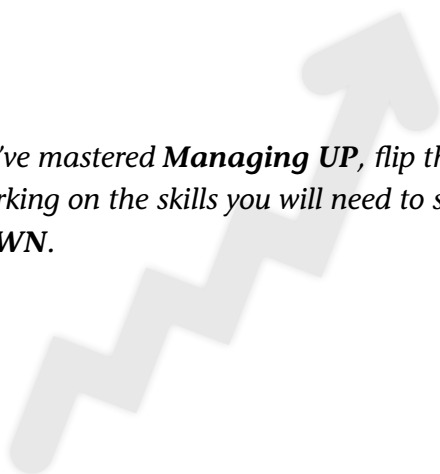 've mastered Managing UP, flip th
rking on the skills you will need to s
WN.